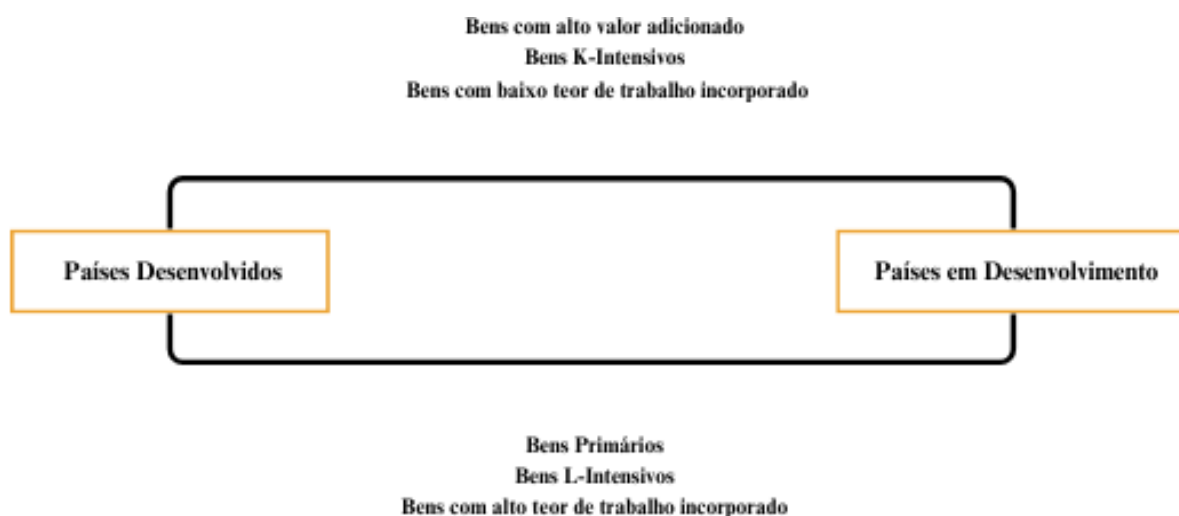 Bens com alto valor adicionado
Bens K-Intensivos
Bens com baixo teor de trabalho incorporado
Países Desenvolvidos
Países em Desenvolvimento
Bens Primários
Bens L-Intensivos
Bens com alto teor de trabalho incorporado